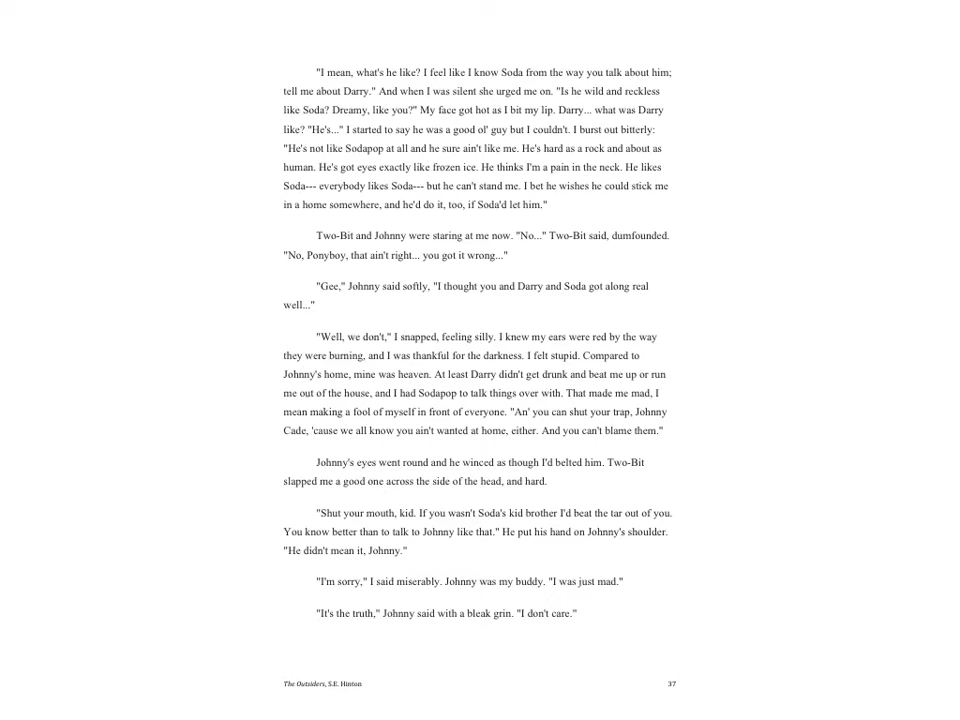 "I mean, what's he like? I feel like I know Soda from the way you talk about him;
tell me about Darry." And when I was silent she urged me on. "Is he wild and reckless
like Soda? Dreamy, like you?" My face got hot as I bit my lip. Darry... what was Darry
like? "He's..." I started to say he was a good ol' guy but I couldn't. I burst out bitterly:
"He's not like Sodapop at all and he sure ain't like me. He's hard as a rock and about as
human. He's got eyes exactly like frozen ice. He thinks I'm a pain in the neck. He likes
Soda--- everybody likes Soda--- but he can't stand me. I bet he wishes he could stick me
in a home somewhere, and he'd do it, too, if Soda'd let him."
Two-Bit and Johnny were staring at me now. "No..." Two-Bit said, dumfounded.
"No, Ponyboy, that ain't right... you got it wrong..."
"Gee," Johnny said softly, "I thought you and Darry and Soda got along real
well..."
"Well, we don't," I snapped, feeling silly. I knew my ears were red by the way
they were burning, and I was thankful for the darkness. I felt stupid. Compared to
Johnny's home, mine was heaven. At least Darry didn't get drunk and beat me up or run
me out of the house, and I had Sodapop to talk things over with. That made me mad, I
mean making a fool of myself in front of everyone. "An' you can shut your trap, Johnny
Cade, 'cause we all know you ain't wanted at home, either. And you can't blame them."
Johnny's eyes went round and he winced as though I'd belted him. Two-Bit
slapped me a good one across the side of the head, and hard.
"Shut your mouth, kid. If you wasn't Soda's kid brother I'd beat the tar out of you.
You know better than to talk to Johnny like that." He put his hand on Johnny's shoulder.
"He didn't mean it, Johnny."
"I'm sorry," I said miserably. Johnny was my buddy. "I was just mad."
"It's the truth," Johnny said with a bleak grin. "I don't care."
The Outsiders, S.E. Hinton 37